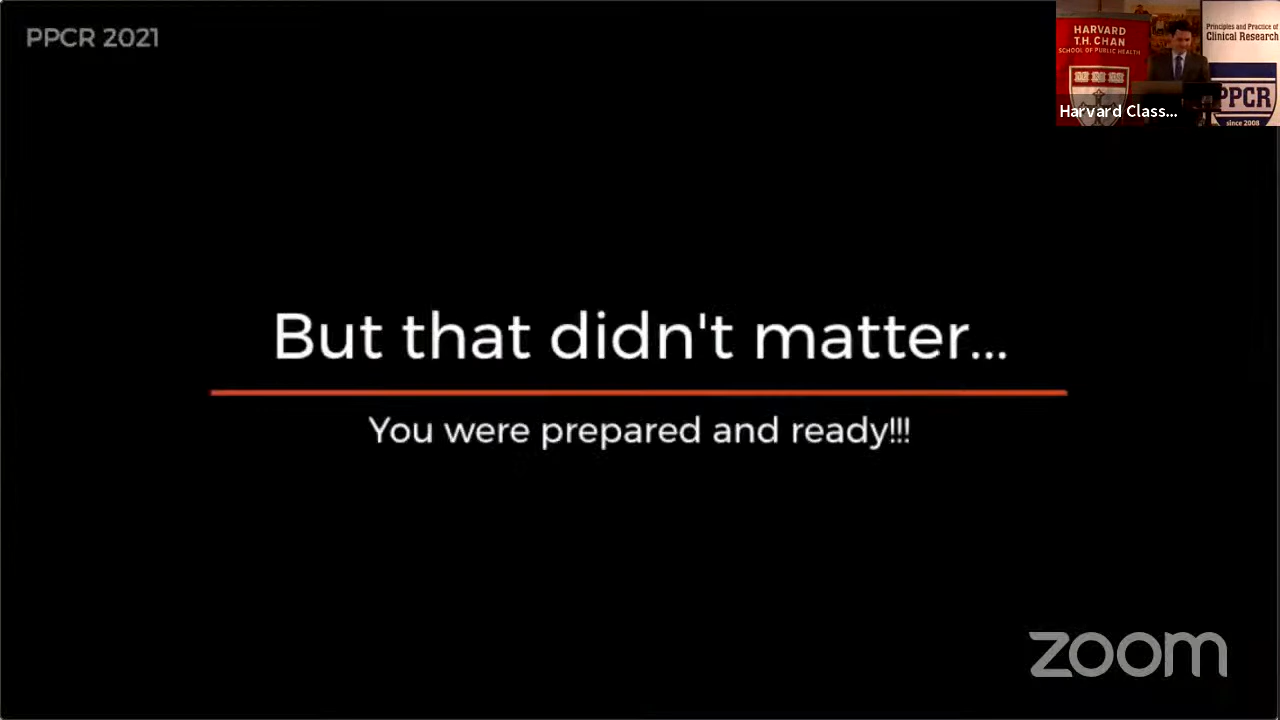 PPCR 2021
HARVARD
T.H. CHAN
SCHOOL OF PUBLIC HEALTH
Principles and Practice of
Clinical Research
PPCR
since 2008
Harvard Class...
But that didn't matter...
You were prepared and ready!!!
zoom